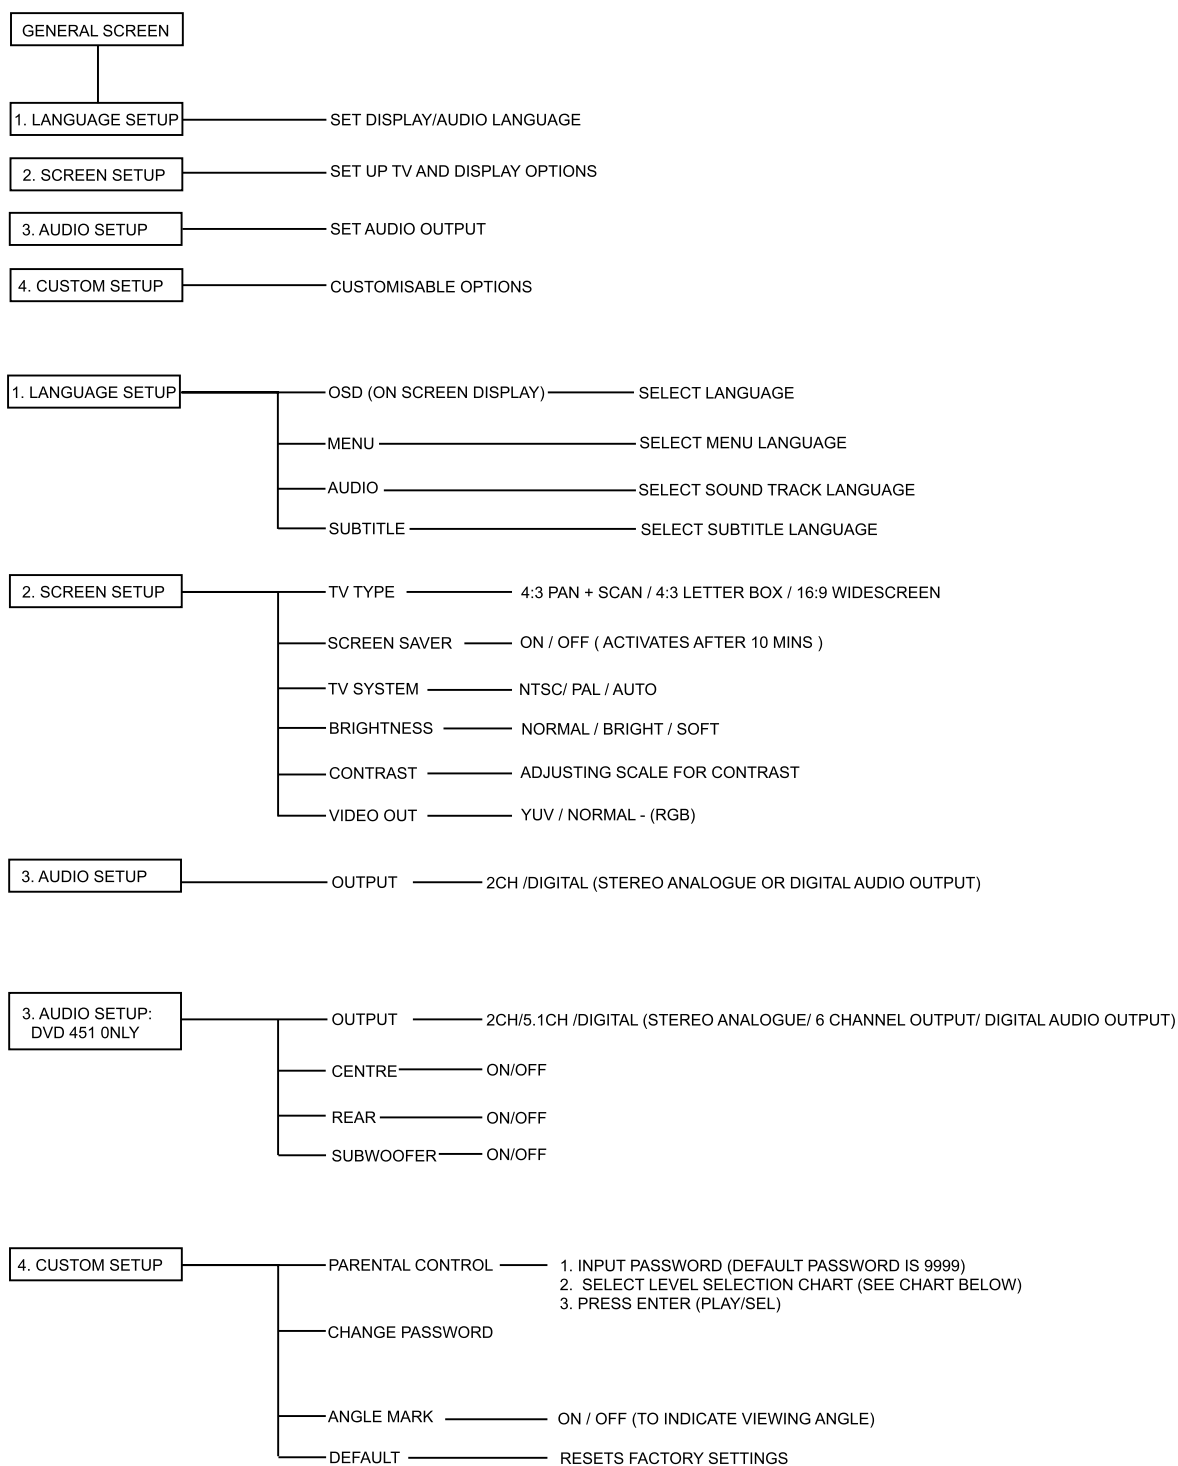 GENERAL SCREEN
1. LANGUAGE SETUP SET DISPLAY/AUDIO LANGUAGE
2. SCREEN SETUP SET UP TV AND DISPLAY OPTIONS
3. AUDIO SETUP SET AUDIO OUTPUT
4. CUSTOM SETUP CUSTOMISABLE OPTIONS
1. LANGUAGE SETUP OSD (ON SCREEN DISPLAY) SELECT LANGUAGE
MENU SELECT MENU LANGUAGE
AUDIO SELECT SOUND TRACK LANGUAGE
SUBTITLE SELECT SUBTITLE LANGUAGE
2. SCREEN SETUP TV TYPE 4:3 PAN + SCAN / 4:3 LETTER BOX / 16:9 WIDESCREEN
SCREEN SAVER ON / OFF ( ACTIVATES AFTER 10 MINS )
TV SYSTEM NTSC/ PAL / AUTO
BRIGHTNESS NORMAL / BRIGHT / SOFT
CONTRAST ADJUSTING SCALE FOR CONTRAST
VIDEO OUT YUV / NORMAL - (RGB)
3. AUDIO SETUP OUTPUT 2CH /DIGITAL (STEREO ANALOGUE OR DIGITAL AUDIO OUTPUT)
3. AUDIO SETUP:
DVD 451 0NLY
OUTPUT 2CH/5.1CH /DIGITAL (STEREO ANALOGUE/ 6 CHANNEL OUTPUT/ DIGITAL AUDIO OUTPUT)
CENTRE ON/OFF
REAR ON/OFF
SUBWOOFER ON/OFF
4. CUSTOM SETUP PARENTAL CONTROL 1. INPUT PASSWORD (DEFAULT PASSWORD IS 9999)
2. SELECT LEVEL SELECTION CHART (SEE CHART BELOW)
3. PRESS ENTER (PLAY/SEL)
CHANGE PASSWORD
ANGLE MARK ON / OFF (TO INDICATE VIEWING ANGLE)
DEFAULT RESETS FACTORY SETTINGS